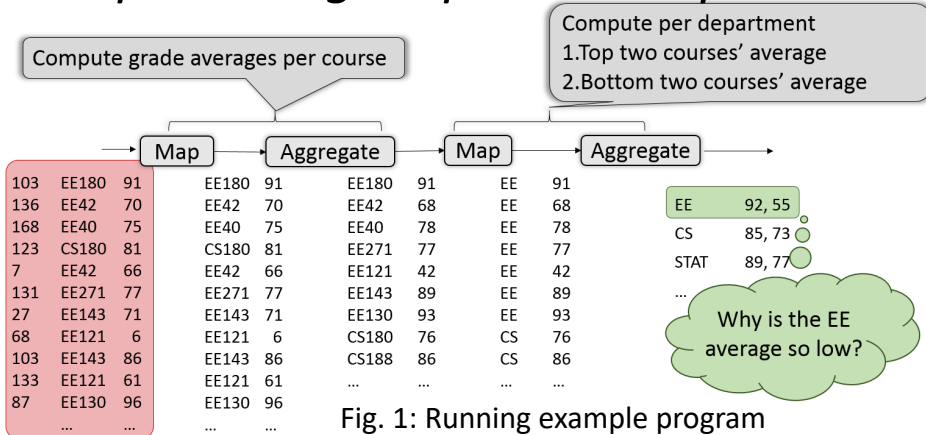 Compute grade averages per course
Compute per department
1.Top two courses' average
2.Bottom two courses' average
Map
Aggregate
Map
Aggregate
103 EE180 91
136 EE42 70
168 EE40 75
123 CS180 81
7 EE42 66
131 EE271 77
27 EE143 71
68 EE121 6
103 EE143 86
133 EE121 61
87 EE130 96
... ...
EE180 91
EE42 70
EE40 75
CS180 81
EE42 66
EE271 77
EE143 71
EE121 6
EE143 86
EE121 61
EE130 96
... ...
EE180 91
EE42 68
EE40 78
EE271 77
EE121 42
EE143 89
EE130 93
CS180 76
CS188 86
... ...
EE 91
EE 68
EE 78
EE 77
EE 42
EE 89
EE 93
CS 76
CS 86
... ...
EE 92, 55
CS 85, 73
STAT 89, 77
...
Why is the EE
average so low?
Fig. 1: Running example program